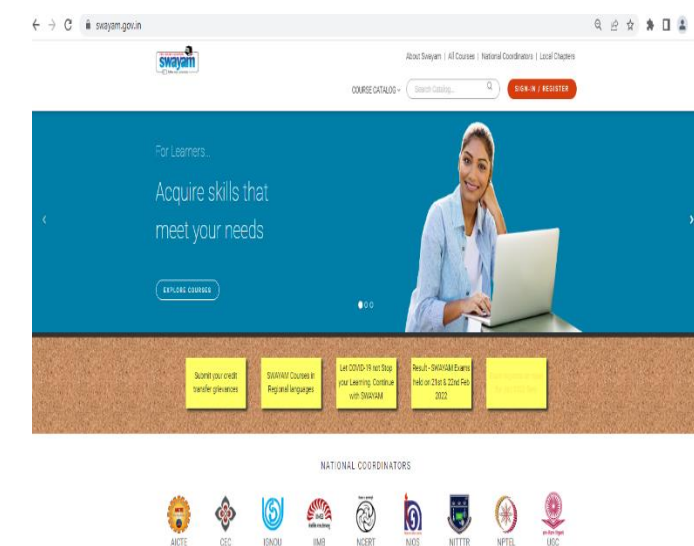 swayam.gov.in
swayam
About Swayam | All Courses | National Coordinators | Local Chapters
COURSE CATALOG
Search Catalog...
SIGN-IN / REGISTER
For Learners...
Acquire skills that
meet your needs
EXPLORE COURSES
Submit your credit
transfer grievances
SWAYAM Courses in
Regional languages
Let COVID-19 not Stop
your Learning. Continue
with SWAYAM!
Result - SWAYAM Exams
held on 21st & 22nd Feb
2022
NATIONAL COORDINATORS
AICTE CEC IGNOU IIMB NCERT NIOS NITTTR NPTEL UGC